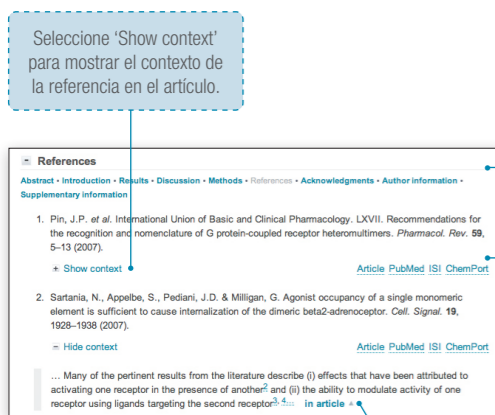 Seleccione ‘Show context’
para mostrar el contexto de
la referencia en el artículo.
References
Abstract • Introduction • Results • Discussion • Methods • References • Acknowledgments • Author information •
Supplementary information
1. Pin, J.P. et al. International Union of Basic and Clinical Pharmacology. LXVII. Recommendations for
the recognition and nomenclature of G protein-coupled receptor heteromultimers. Pharmacol. Rev. 59,
5–13 (2007).
+ Show context Article PubMed ISI ChemPort
2. Sartania, N., Appelbe, S., Pediani, J.D. & Milligan, G. Agonist occupancy of a single monomeric
element is sufficient to cause internalization of the dimeric beta2-adrenoceptor. Cell. Signal. 19,
1928–1938 (2007).
− Hide context Article PubMed ISI ChemPort
... Many of the pertinent results from the literature describe (i) effects that have been attributed to
activating one receptor in the presence of another2 and (ii) the ability to modulate activity of one
receptor using ligands targeting the second receptor3, 4... in article